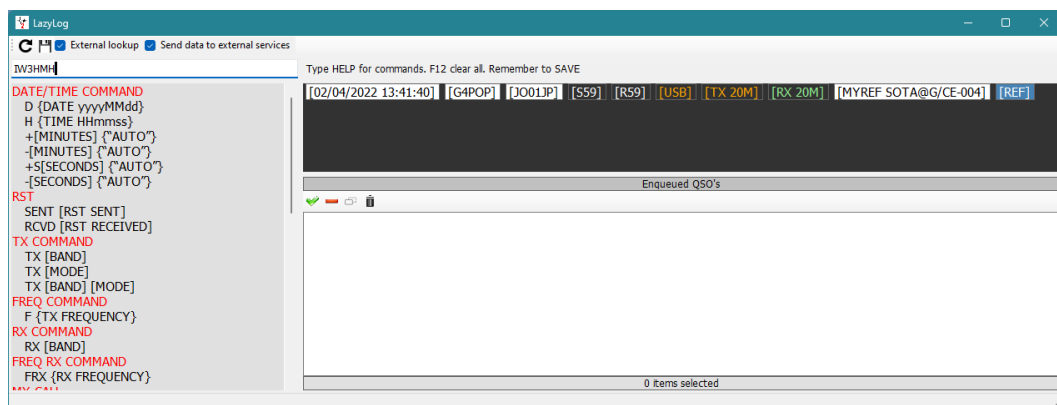 LazyLog
External lookup Send data to external services
IW3HMH
Type HELP for commands. F12 clear all. Remember to SAVE
DATE/TIME COMMAND
D {DATE yyyyMMdd}
H {TIME HHmmss}
+[MINUTES] {"AUTO"}
-[MINUTES] {"AUTO"}
+S[SECONDS] {"AUTO"}
-[SECONDS] {"AUTO"}
RST
SENT [RST SENT]
RCVD [RST RECEIVED]
TX COMMAND
TX [BAND]
TX [MODE]
TX [BAND] [MODE]
FREQ COMMAND
F {TX FREQUENCY}
RX COMMAND
RX [BAND]
FREQ RX COMMAND
FRX {RX FREQUENCY}
MY CALL
[02/04/2022 13:41:40] [G4POP] [JO01JP] [S59] [R59] [USB] [TX 20M] [RX 20M] [MYREF SOTA@G/CE-004] [REF]
Enqueued QSO's
0 items selected